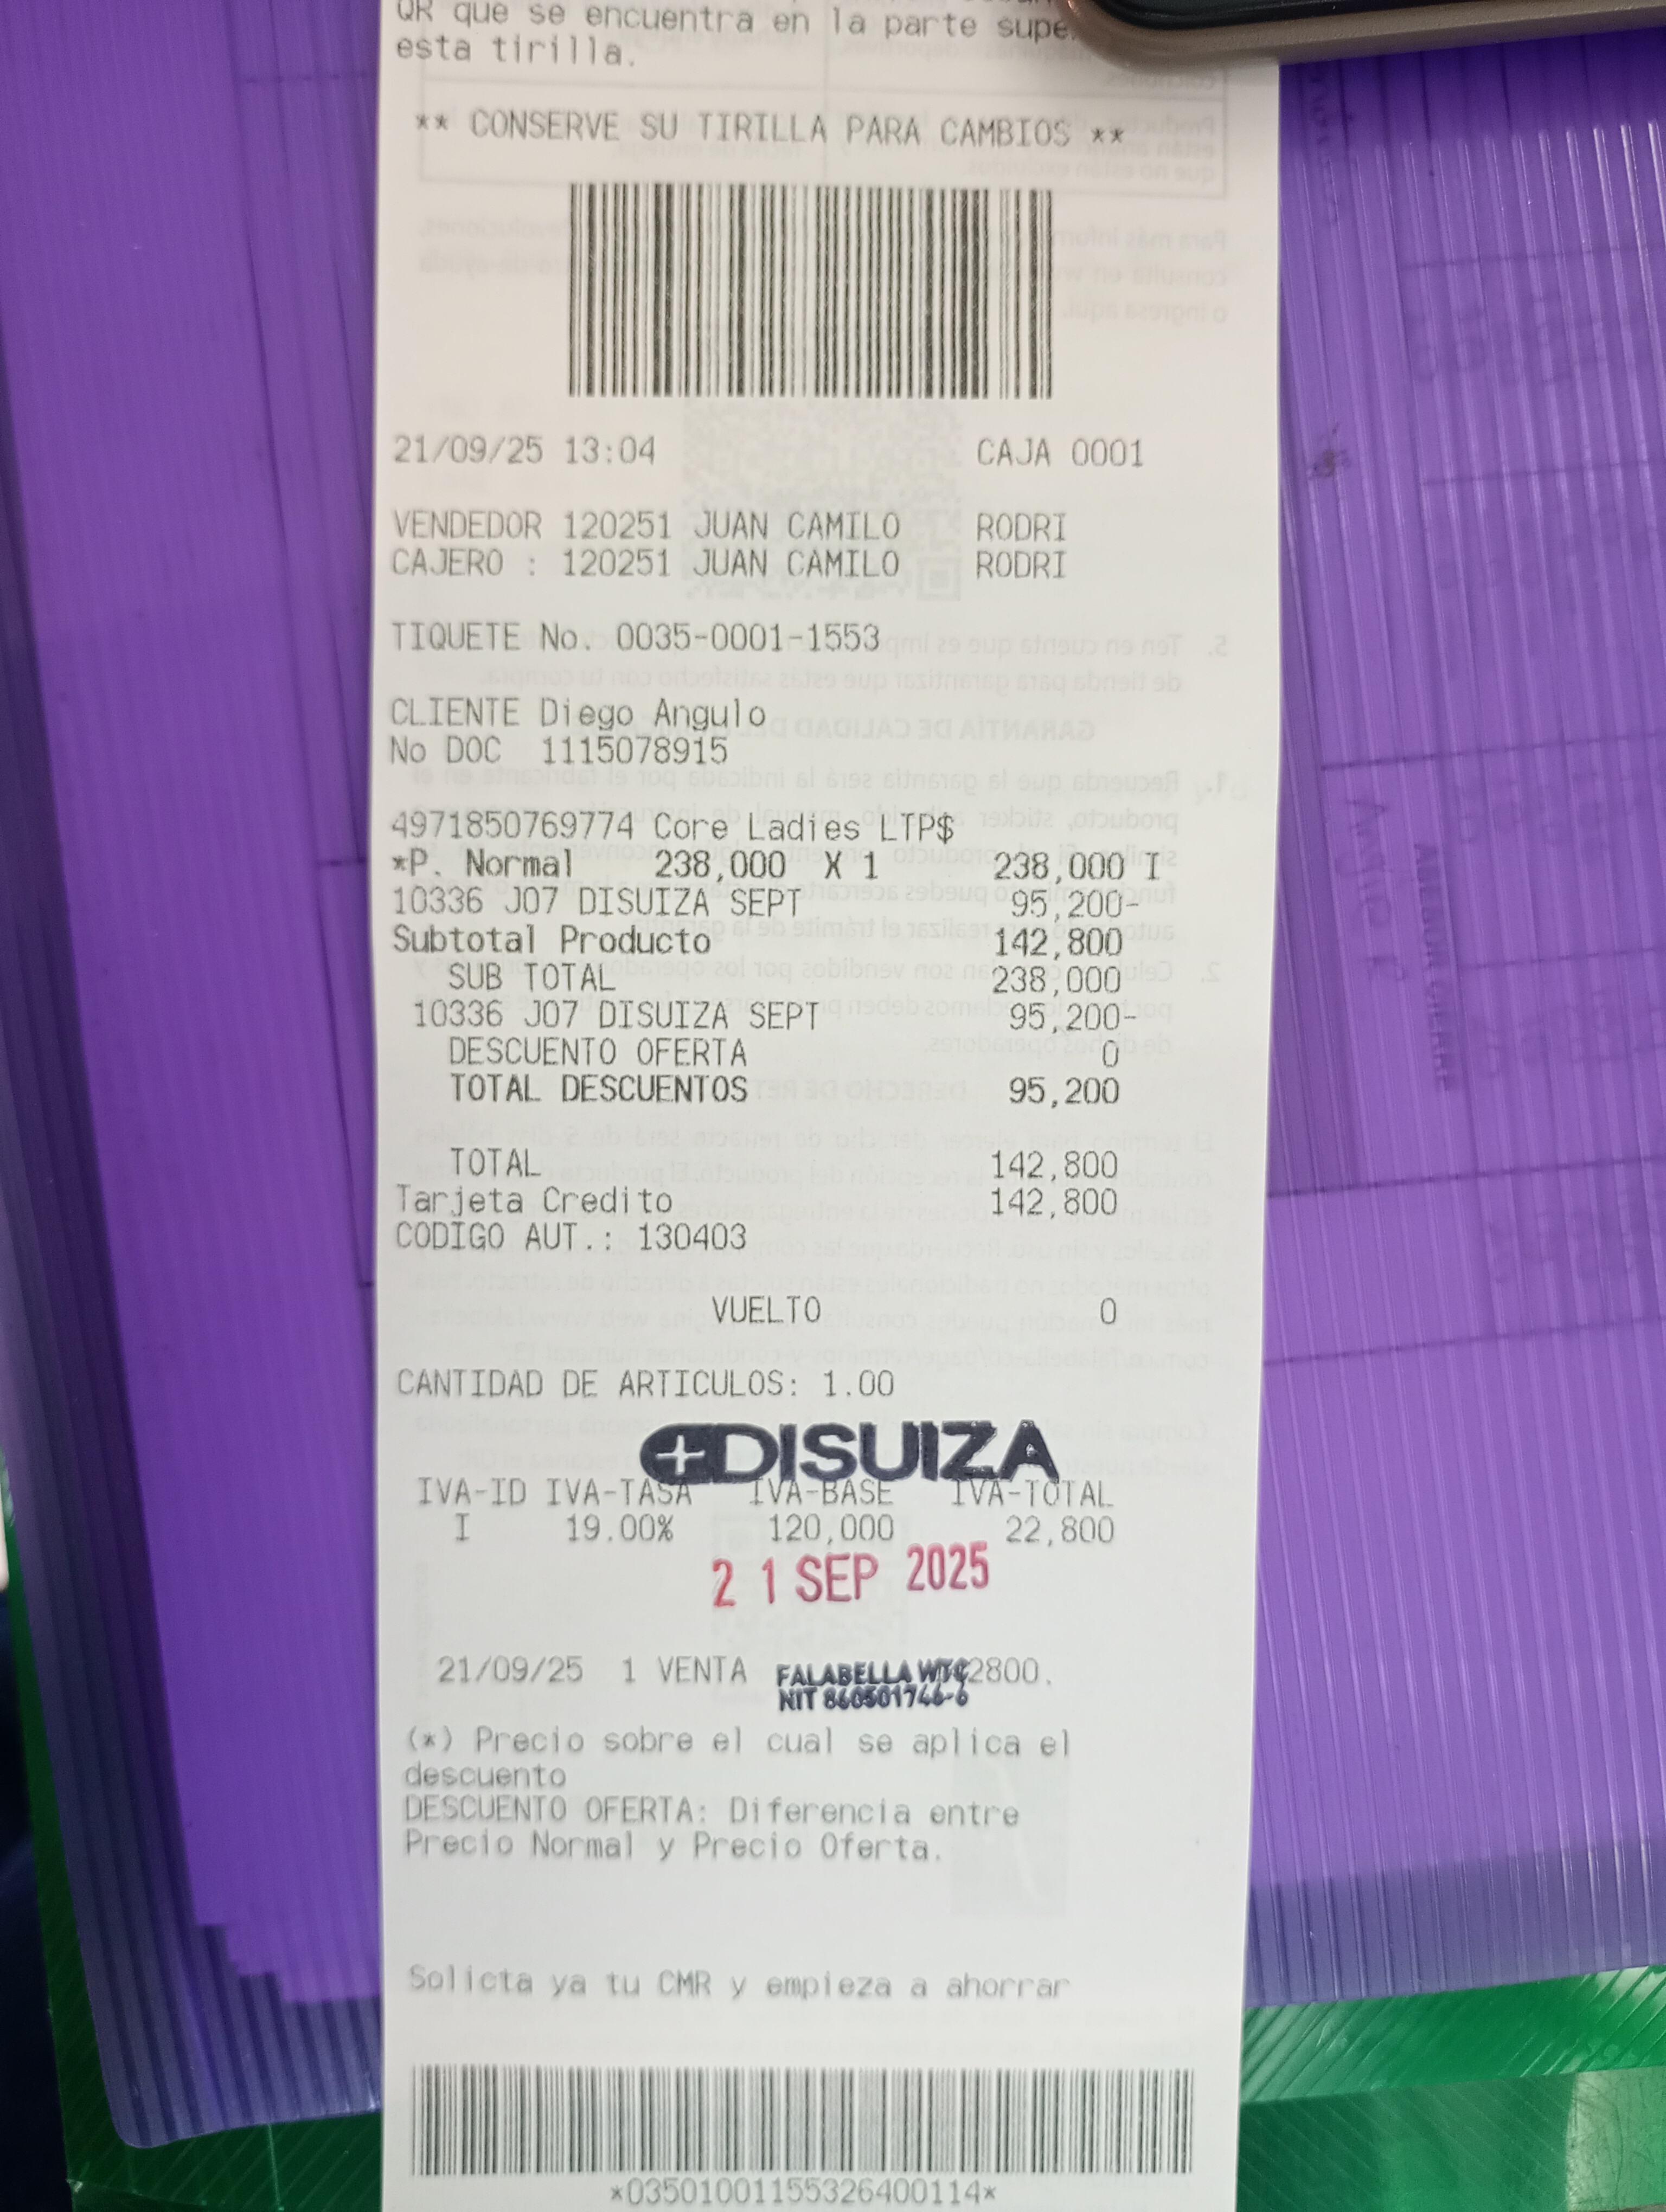 QR que se encuentra en la parte supe
esta tirilla.
** CONSERVE SU TIRILLA PARA CAMBIOS **
21/09/25 13:04 CAJA 0001
VENDEDOR 120251 JUAN CAMILO RODRI
CAJERO : 120251 JUAN CAMILO RODRI
TIQUETE No. 0035-0001-1553
CLIENTE Diego Angulo
No DOC 1115078915
4971850769774 Core Ladies LTP$
*P. Normal 238,000 X 1 238,000 I
10336 J07 DISUIZA SEPT 95,200-
Subtotal Producto 142,800
SUB TOTAL 238,000
10336 J07 DISUIZA SEPT 95,200-
DESCUENTO OFERTA 0
TOTAL DESCUENTOS 95,200
TOTAL 142,800
Tarjeta Credito 142,800
CODIGO AUT.: 130403
VUELTO 0
CANTIDAD DE ARTICULOS: 1.00
DISUIZA
IVA-ID IVA-TASA IVA-BASE IVA-TOTAL
I 19.00% 120,000 22,800
21 SEP 2025
21/09/25 1 VENTA 2800.
FALABELLA WTC
NIT 860501746-6
(*) Precio sobre el cual se aplica el
descuento
DESCUENTO OFERTA: Diferencia entre
Precio Normal y Precio Oferta.
Solicta ya tu CMR y empieza a ahorrar
*03501001155326400114*